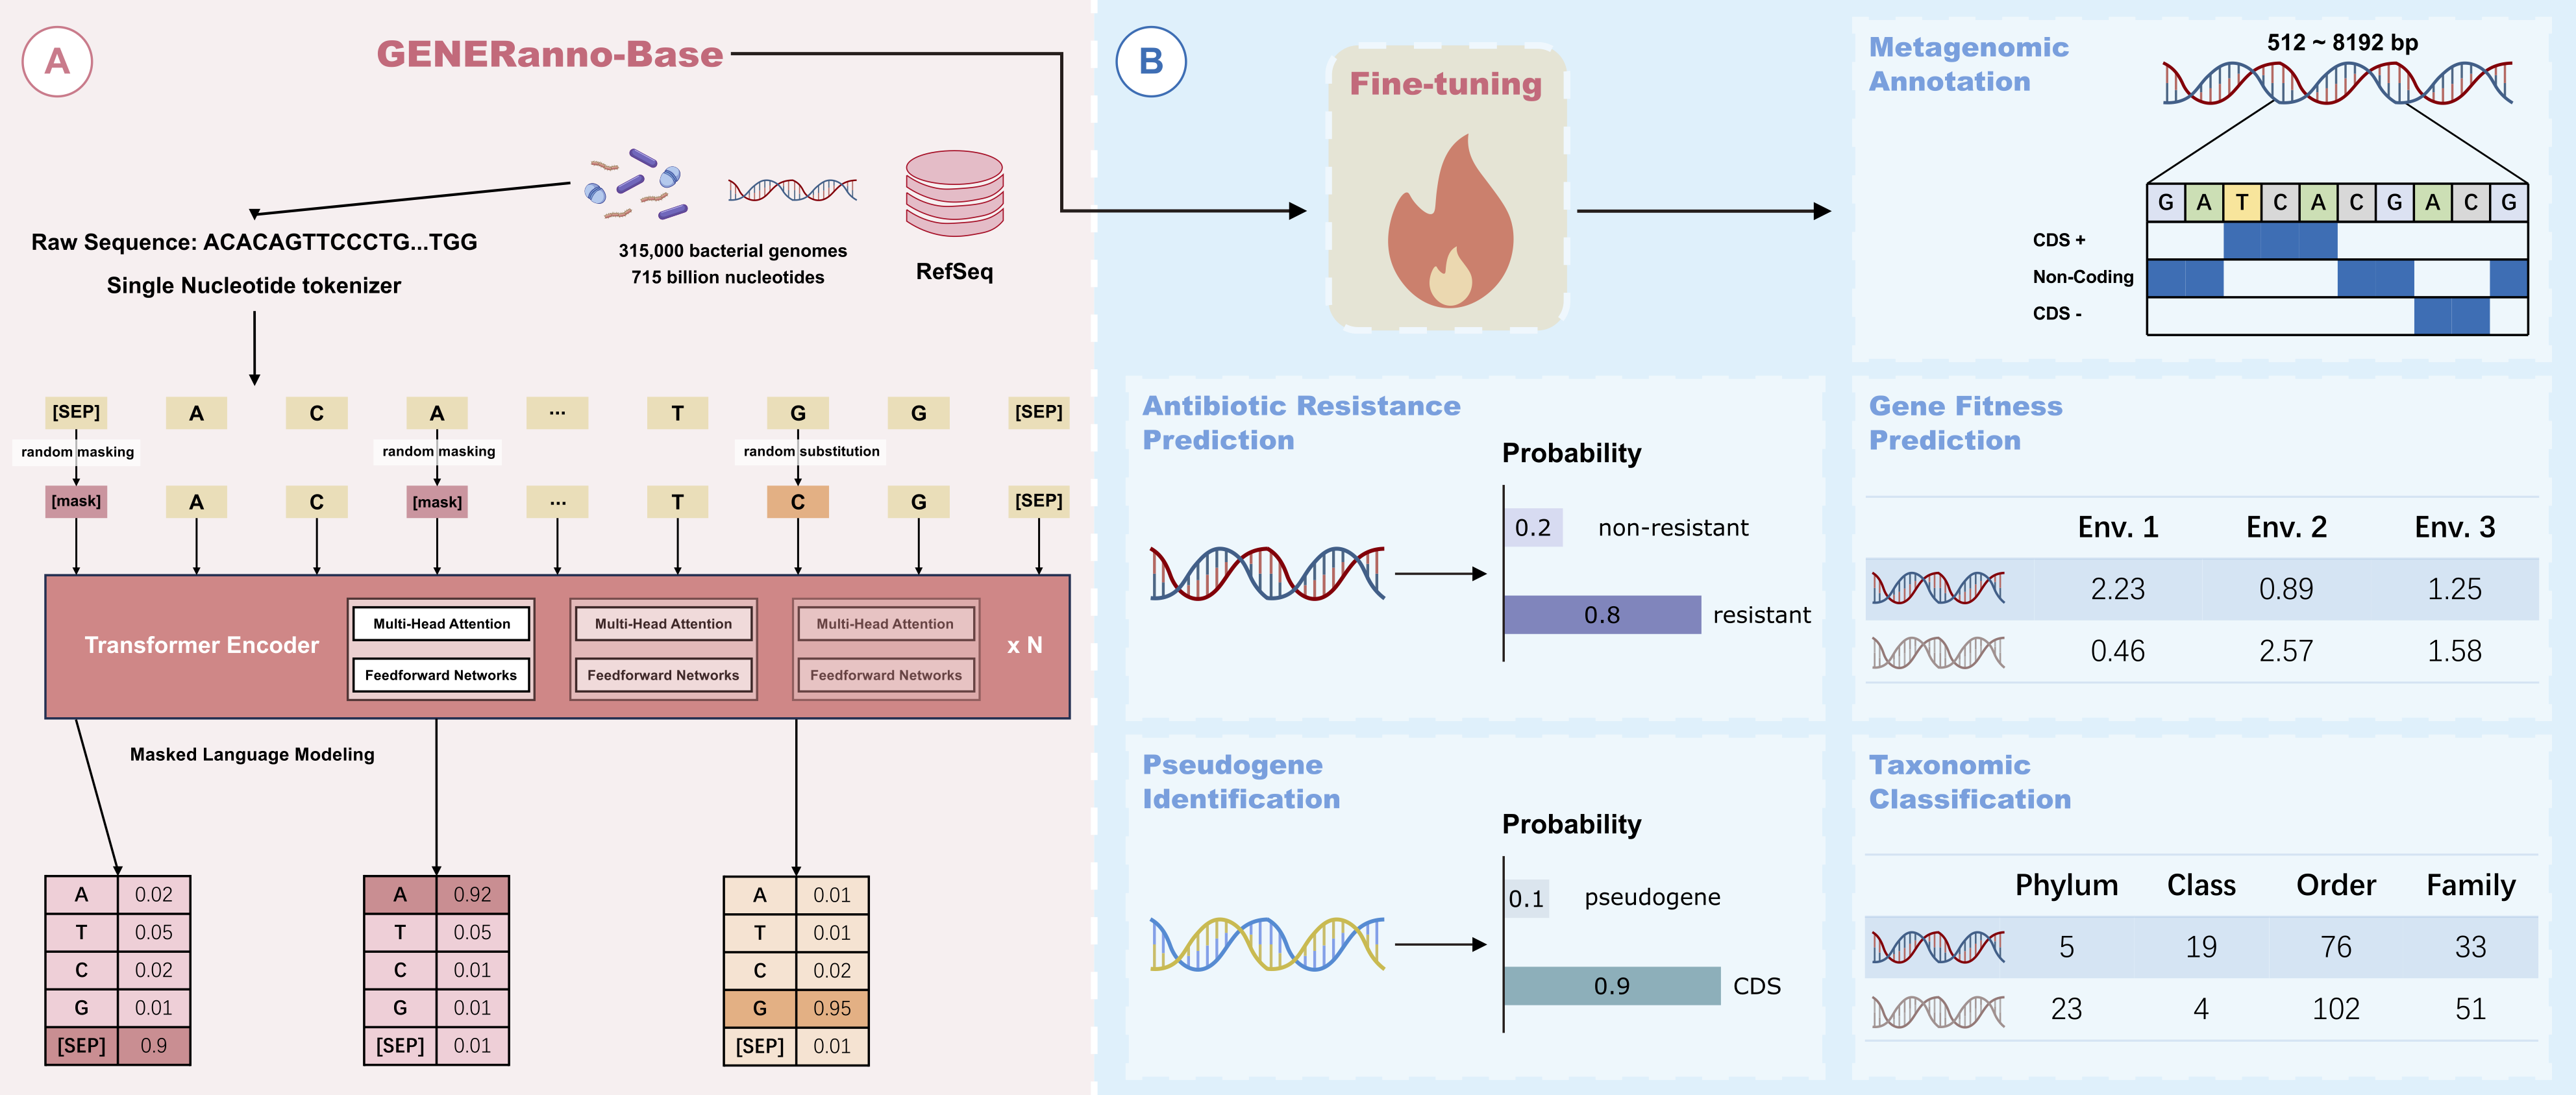 A
GENERanno-Base
315,000 bacterial genomes
715 billion nucleotides
RefSeq
Raw Sequence: ACACAGTTCCCTG...TGG
Single Nucleotide tokenizer
[SEP] A C A ... T G G [SEP]
random masking random masking random substitution
[mask] A C [mask] ... T C G [SEP]
Transformer Encoder
Multi-Head Attention
Feedforward Networks
Multi-Head Attention
Feedforward Networks
Multi-Head Attention
Feedforward Networks
x N
Masked Language Modeling
A 0.02
T 0.05
C 0.02
G 0.01
[SEP] 0.9
A 0.92
T 0.05
C 0.01
G 0.01
[SEP] 0.01
A 0.01
T 0.01
C 0.02
G 0.95
[SEP] 0.01
B
Fine-tuning
Metagenomic
Annotation
512 ~ 8192 bp
G A T C A C G A C G
CDS +
Non-Coding
CDS -
Antibiotic Resistance
Prediction
Probability
0.2 non-resistant
0.8 resistant
Gene Fitness
Prediction
Env. 1 Env. 2 Env. 3
2.23 0.89 1.25
0.46 2.57 1.58
Pseudogene
Identification
Probability
0.1 pseudogene
0.9 CDS
Taxonomic
Classification
Phylum Class Order Family
5 19 76 33
23 4 102 51